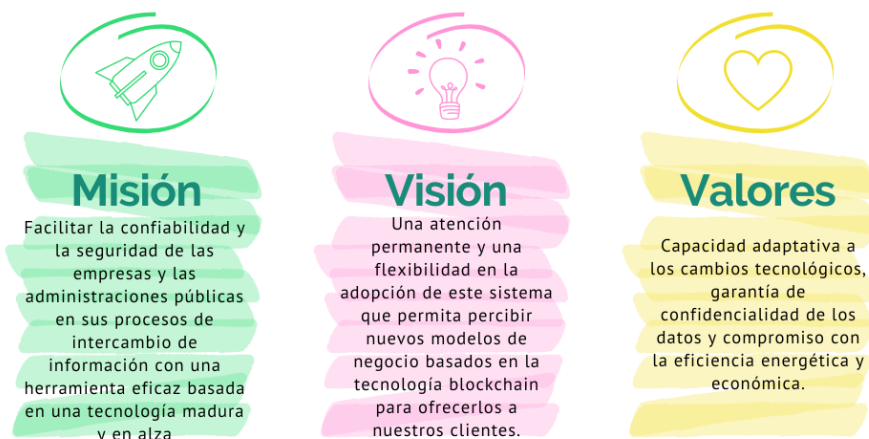 Misión
Facilitar la confiabilidad y
la seguridad de las
empresas y las
administraciones públicas
en sus procesos de
intercambio de
información con una
herramienta eficaz basada
en una tecnología madura
y en alza
Visión
Una atención
permanente y una
flexibilidad en la
adopción de este sistema
que permita percibir
nuevos modelos de
negocio basados en la
tecnología blockchain
para ofrecerlos a
nuestros clientes.
Valores
Capacidad adaptativa a
los cambios tecnológicos,
garantía de
confidencialidad de los
datos y compromiso con
la eficiencia energética y
económica.